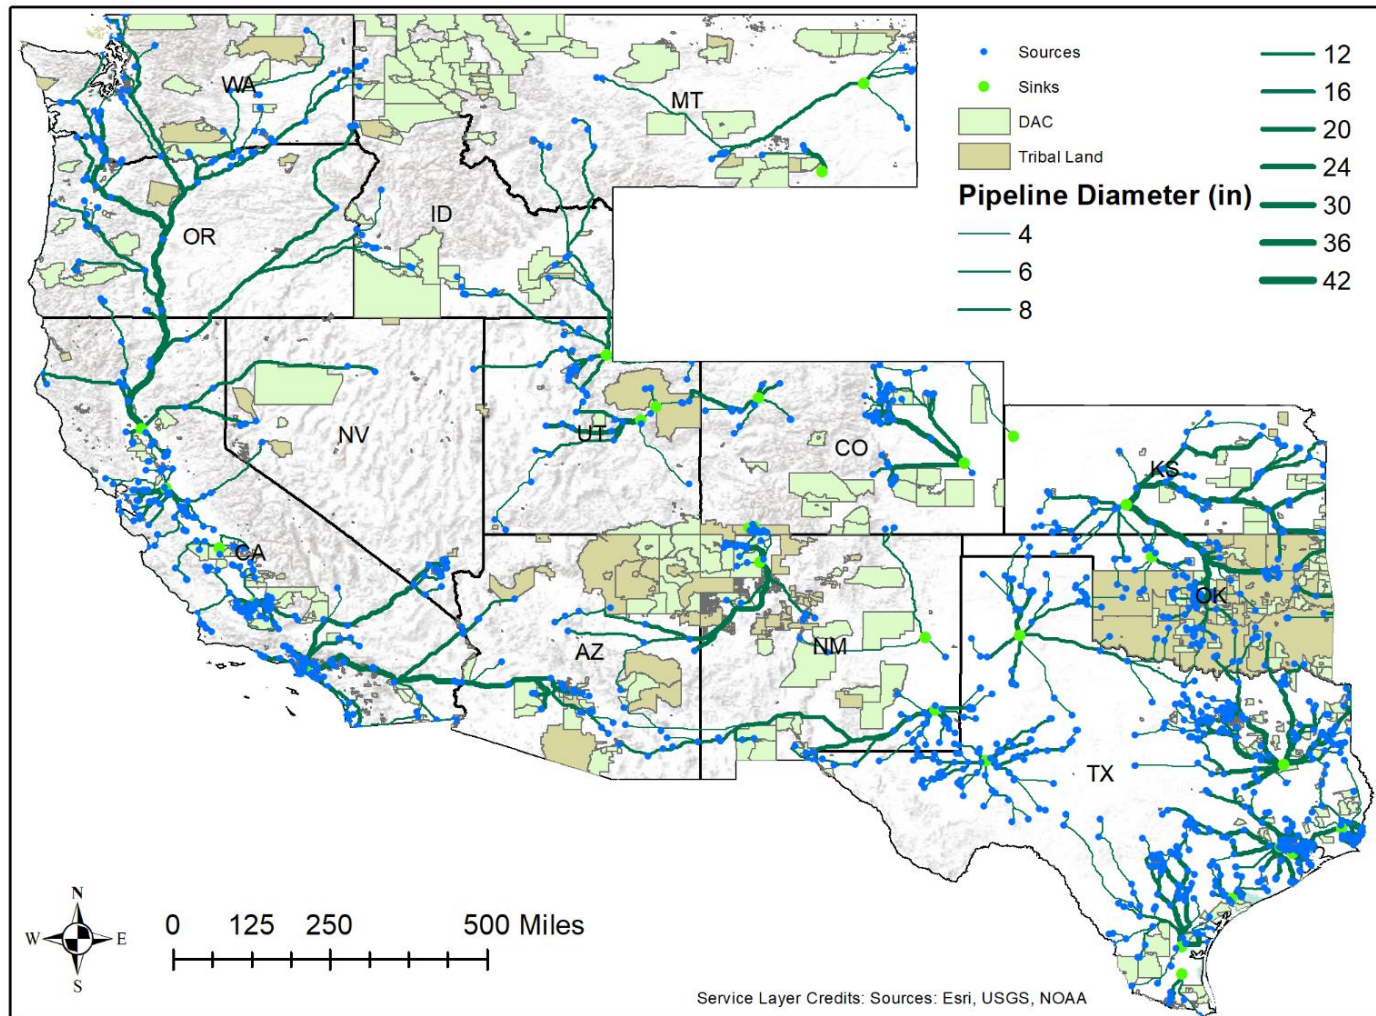 Sources
Sinks
DAC
Tribal Land
Pipeline Diameter (in)
4
6
8
12
16
20
24
30
36
42
WA
MT
OR
ID
NV
UT
CO
KS
CA
AZ
NM
OK
TX
N
W
E
S
0 125 250 500 Miles
Service Layer Credits: Sources: Esri, USGS, NOAA